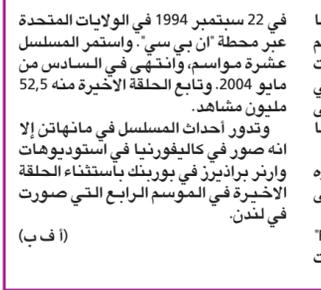 في 22 سبتمبر 1994 في الولايات المتحدة
عبر محطة "ان بي سي". واستمر المسلسل
عشرة مواسم، وانتهى في السادس من
مايو 2004. وتابع الحلقة الاخيرة منه 52,5
مليون مشاهد.
وتدور أحداث المسلسل في مانهاتن إلا
انه صور في كاليفورنيا في استوديوهات
وارنر براذيرز في بوربنك باستثناء الحلقة
الاخيرة في الموسم الرابع التي صورت
في لندن.
(أ ف ب)